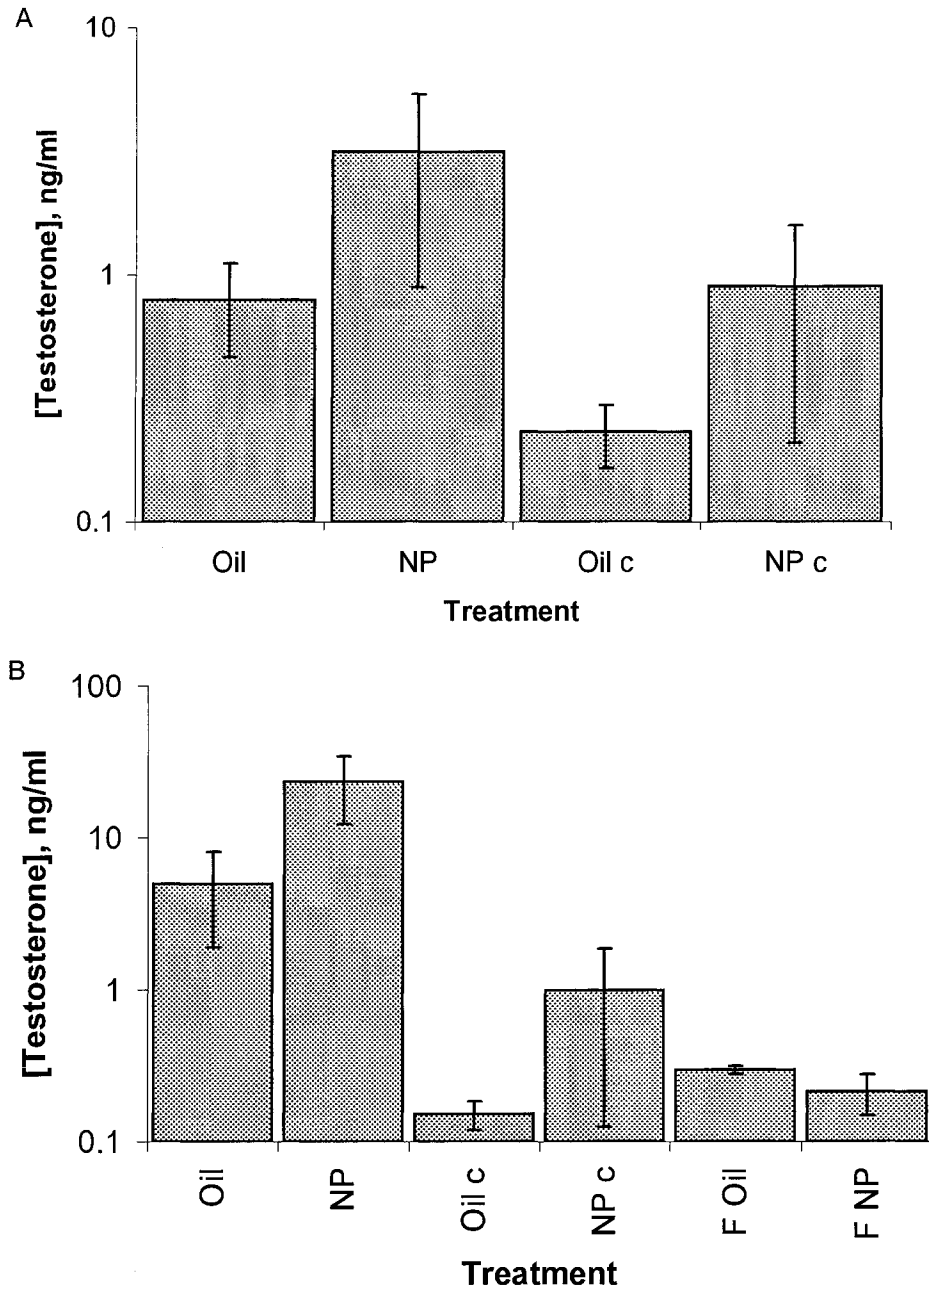 A
10
1
0.1
[Testosterone], ng/ml
Oil NP Oil c NP c
Treatment
B
100
10
1
0.1
[Testosterone], ng/ml
Oil NP Oil c NP c F Oil F NP
Treatment